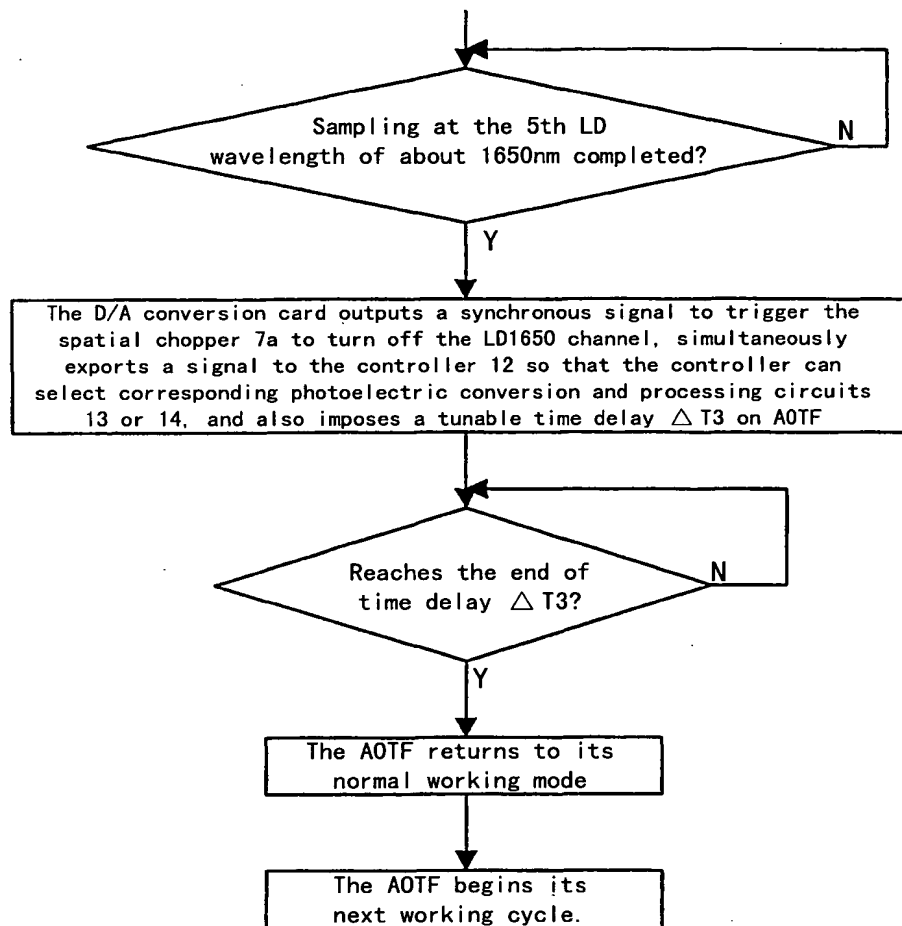 Sampling at the 5th LD
wavelength of about 1650nm completed?
N
Y
The D/A conversion card outputs a synchronous signal to trigger the
spatial chopper 7a to turn off the LD1650 channel, simultaneously
exports a signal to the controller 12 so that the controller can
select corresponding photoelectric conversion and processing circuits
13 or 14, and also imposes a tunable time delay △ T3 on AOTF
Reaches the end of
time delay △ T3?
N
Y
The AOTF returns to its
normal working mode
The AOTF begins its
next working cycle.